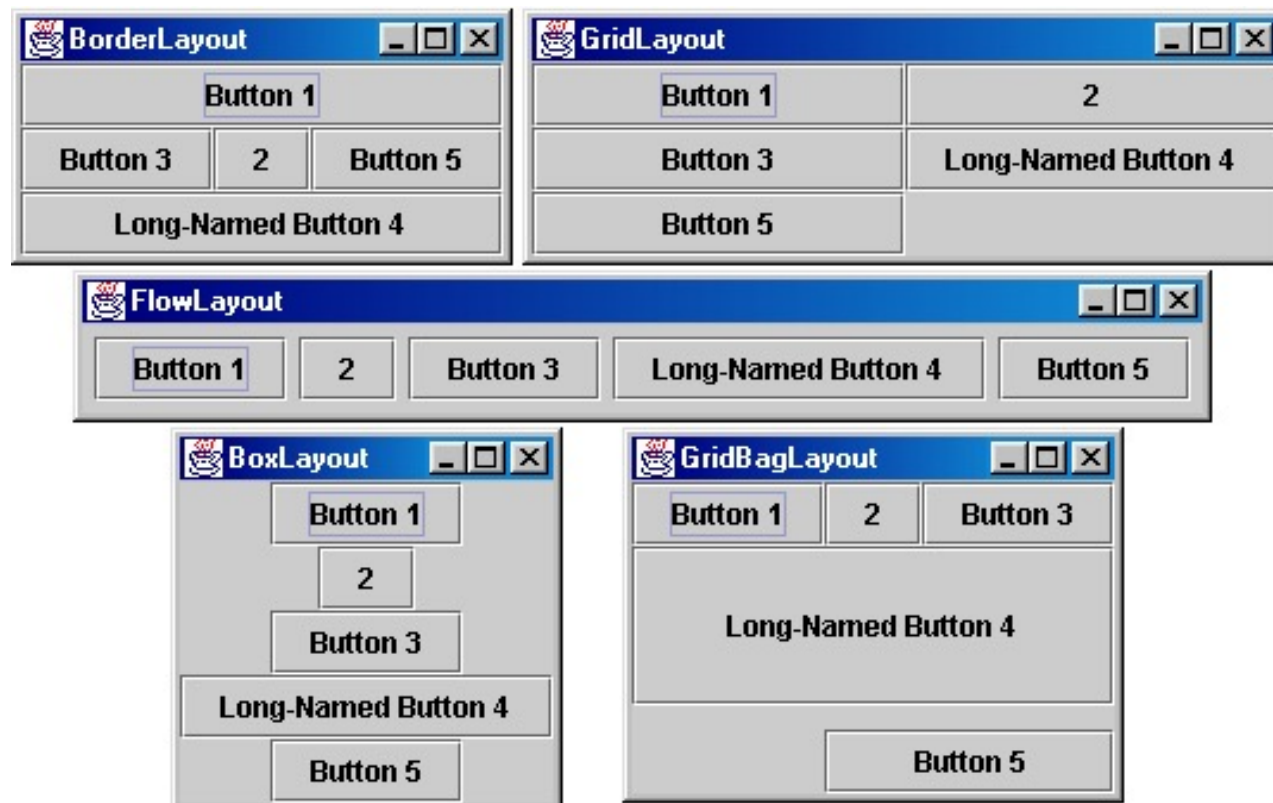 BorderLayout
Button 1
Button 3 2 Button 5
Long-Named Button 4
GridLayout
Button 1 2
Button 3 Long-Named Button 4
Button 5
FlowLayout
Button 1 2 Button 3 Long-Named Button 4 Button 5
BoxLayout
Button 1
2
Button 3
Long-Named Button 4
Button 5
GridBagLayout
Button 1 2 Button 3
Long-Named Button 4
Button 5